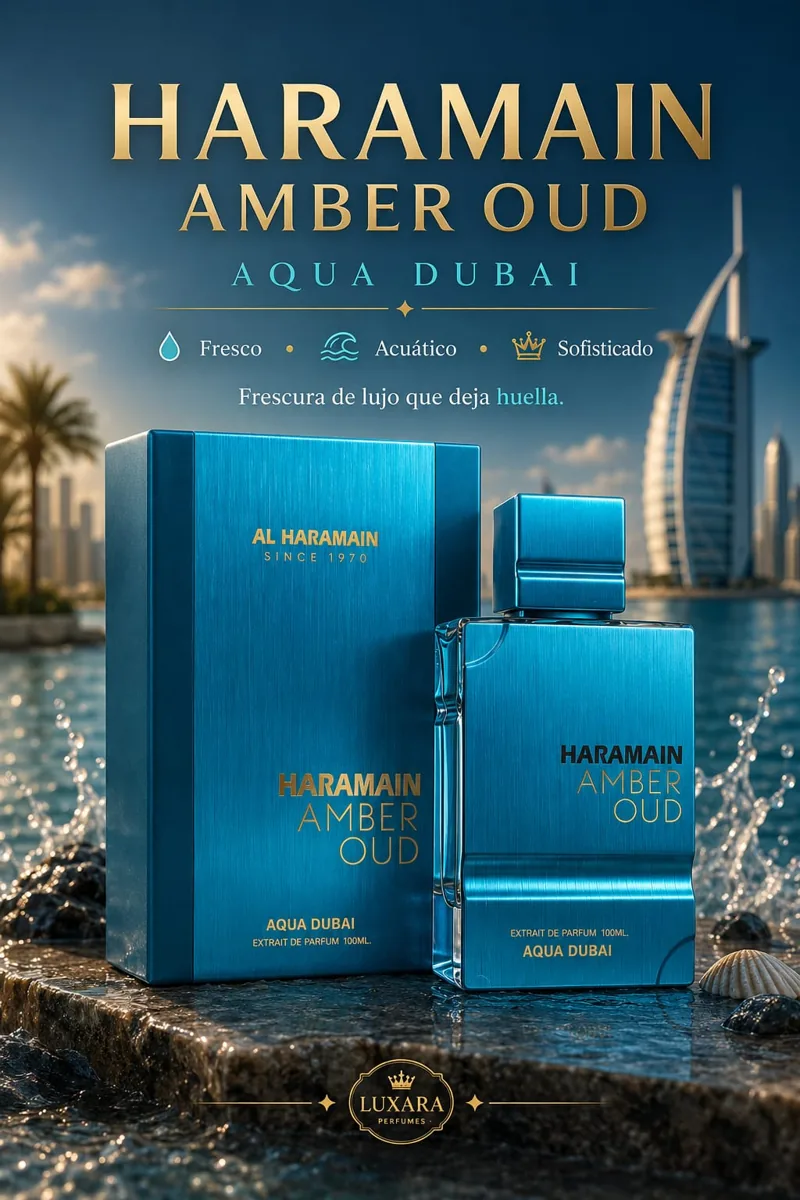 HARAMAIN
AMBER OUD
AQUA DUBAI
Fresco • Acuático • Sofisticado
Frescura de lujo que deja huella.
AL HARAMAIN
SINCE 1970
HARAMAIN
AMBER
OUD
AQUA DUBAI
EXTRAIT DE PARFUM 100ML.
HARAMAIN
AMBER
OUD
EXTRAIT DE PARFUM 100ML.
AQUA DUBAI
LUXARA
PERFUMES